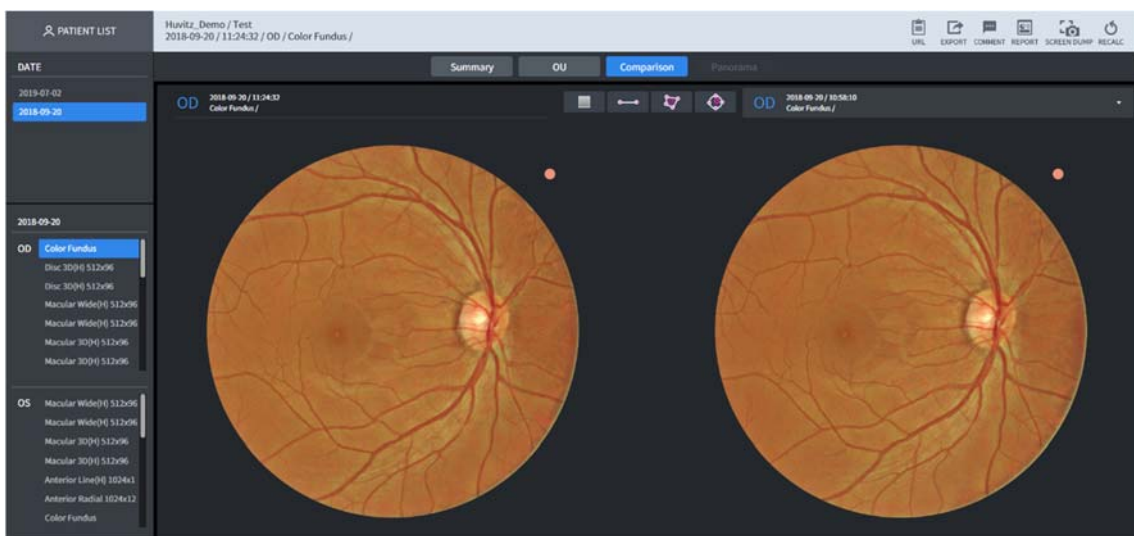 PATIENT LIST
Huvitz_Demo / Test
2018-09-20 / 11:24:32 / OD / Color Fundus /
URL EXPORT COMMENT REPORT SCREEN DUMP RECALC
DATE
Summary OU Comparison Panorama
2019-07-02
2018-09-20
OD 2018-09-20 / 11:24:32
Color Fundus /
OD 2018-09-20 / 10:58:10
Color Fundus /
2018-09-20
OD Color Fundus
Disc 3D(H) 512x96
Disc 3D(H) 512x96
Macular Wide(H) 512x96
Macular Wide(H) 512x96
Macular 3D(H) 512x96
Macular 3D(H) 512x96
OS Macular Wide(H) 512x96
Macular Wide(H) 512x96
Macular 3D(H) 512x96
Macular 3D(H) 512x96
Anterior Line(H) 1024x1
Anterior Radial 1024x12
Color Fundus